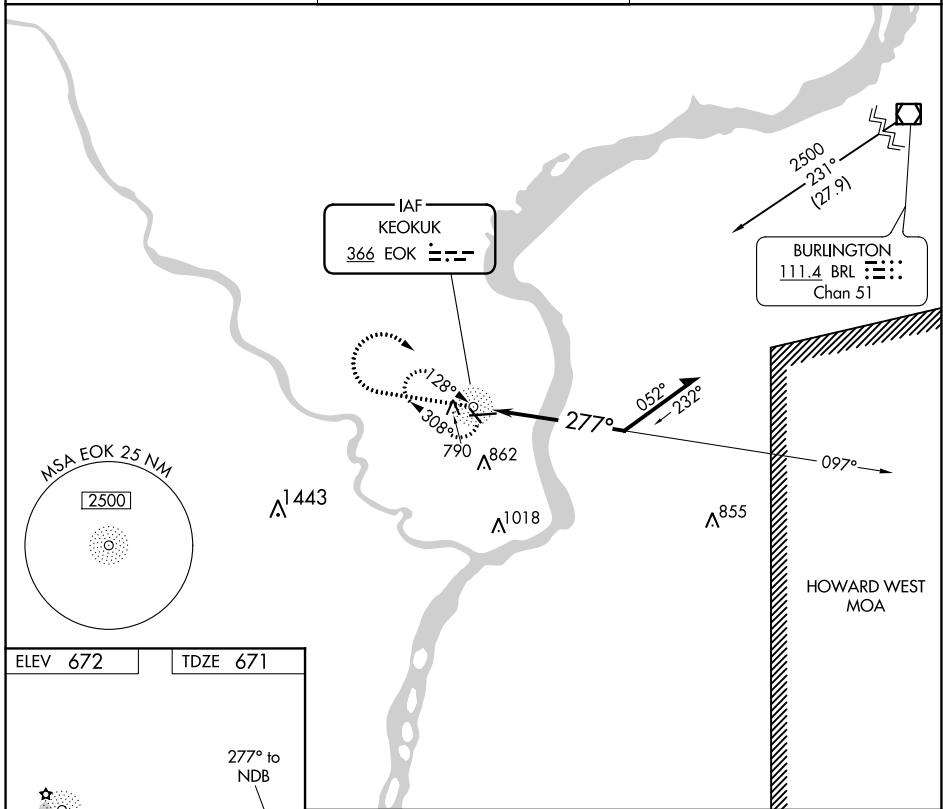 2500
231°
(27.9)
IAF
KEOKUK
366 EOK
BURLINGTON
111.4 BRL
Chan 51
128°
308°
790
862
277°
052°
232°
097°
MSA EOK 25 NM
2500
1443
1018
855
HOWARD WEST
MOA
ELEV 672
TDZE 671
277° to
NDB